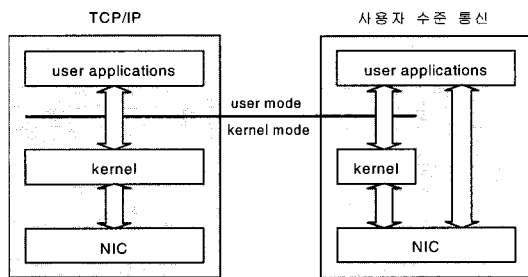 TCP/IP
user applications
kernel
NIC
user mode
kernel mode
사용자 수준 통신
user applications
kernel
NIC